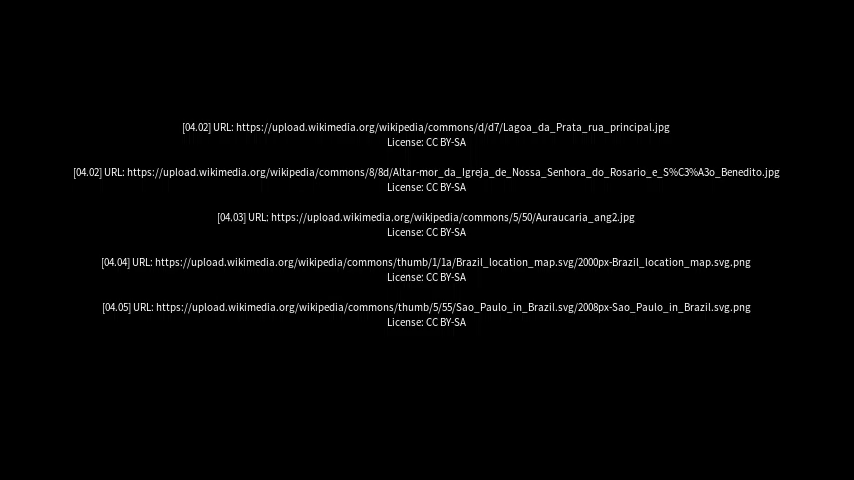 [04.02] URL: https://upload.wikimedia.org/wikipedia/commons/d/d7/Lagoa_da_Prata_rua_principal.jpg
License: CC BY-SA
[04.02] URL: https://upload.wikimedia.org/wikipedia/commons/8/8d/Altar-mor_da_Igreja_de_Nossa_Senhora_do_Rosario_e_S%C3%A3o_Benedito.jpg
License: CC BY-SA
[04.03] URL: https://upload.wikimedia.org/wikipedia/commons/5/50/Auraucaria_ang2.jpg
License: CC BY-SA
[04.04] URL: https://upload.wikimedia.org/wikipedia/commons/thumb/1/1a/Brazil_location_map.svg/2000px-Brazil_location_map.svg.png
License: CC BY-SA
[04.05] URL: https://upload.wikimedia.org/wikipedia/commons/thumb/5/55/Sao_Paulo_in_Brazil.svg/2008px-Sao_Paulo_in_Brazil.svg.png
License: CC BY-SA